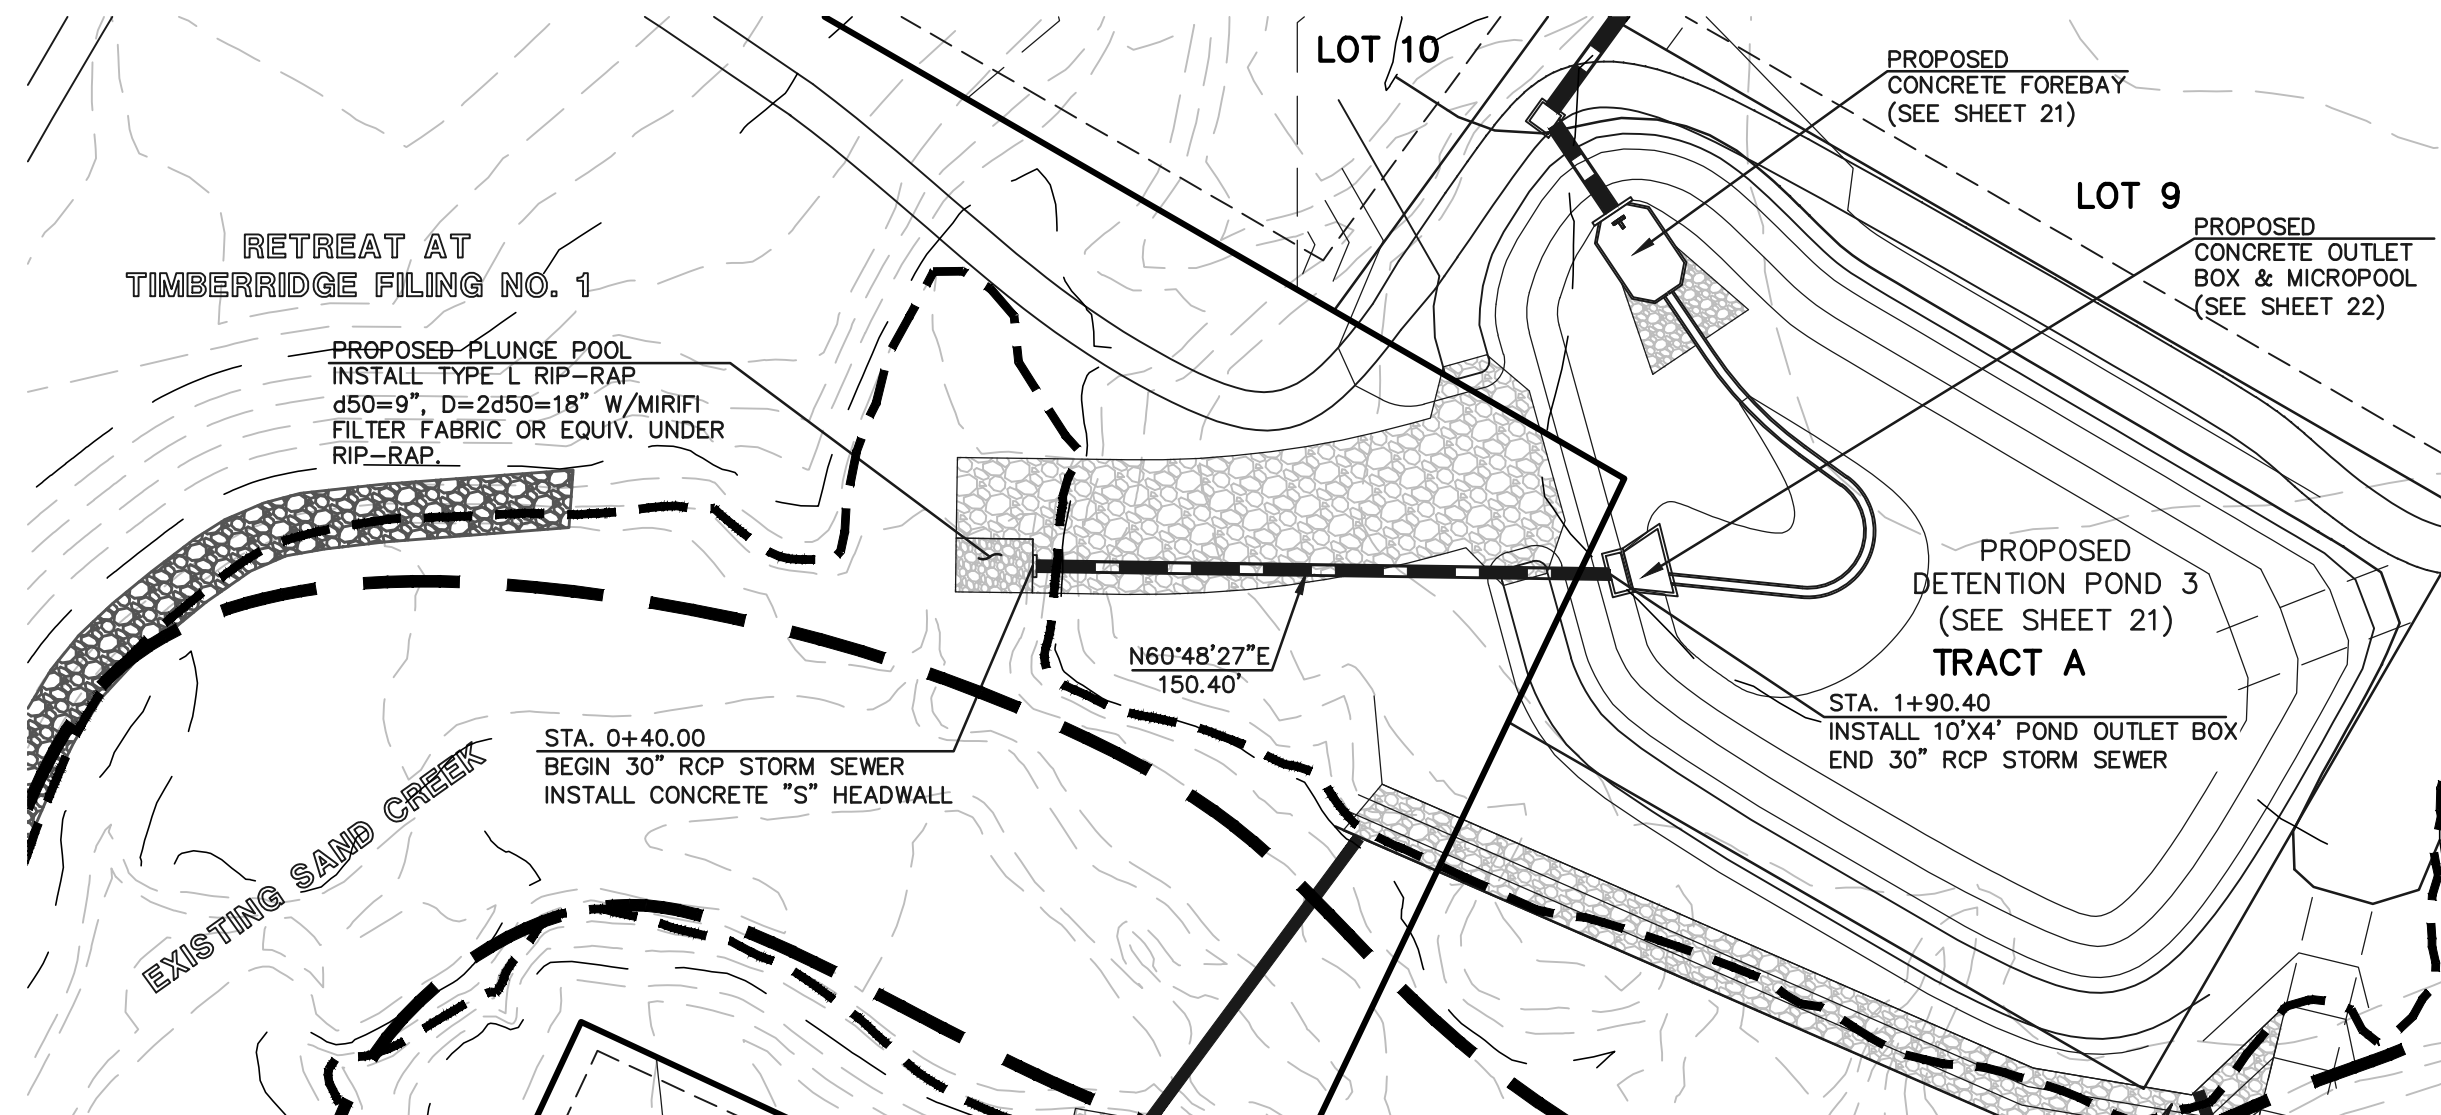 LOT 10
PROPOSED
CONCRETE FOREBAY
(SEE SHEET 21)
LOT 9
PROPOSED
CONCRETE OUTLET
BOX & MICROPOOL
(SEE SHEET 22)
RETREAT AT
TIMBERRIDGE FILING NO. 1
PROPOSED PLUNGE POOL
INSTALL TYPE L RIP-RAP
d50=9", D=2d50=18" W/MIRIFI
FILTER FABRIC OR EQUIV. UNDER
RIP-RAP.
PROPOSED
DETENTION POND 3
(SEE SHEET 21)
TRACT A
N60°48'27"E
150.40'
STA. 1+90.40
INSTALL 10'X4' POND OUTLET BOX
END 30" RCP STORM SEWER
STA. 0+40.00
BEGIN 30" RCP STORM SEWER
INSTALL CONCRETE "S" HEADWALL
EXISTING SAND CREEK